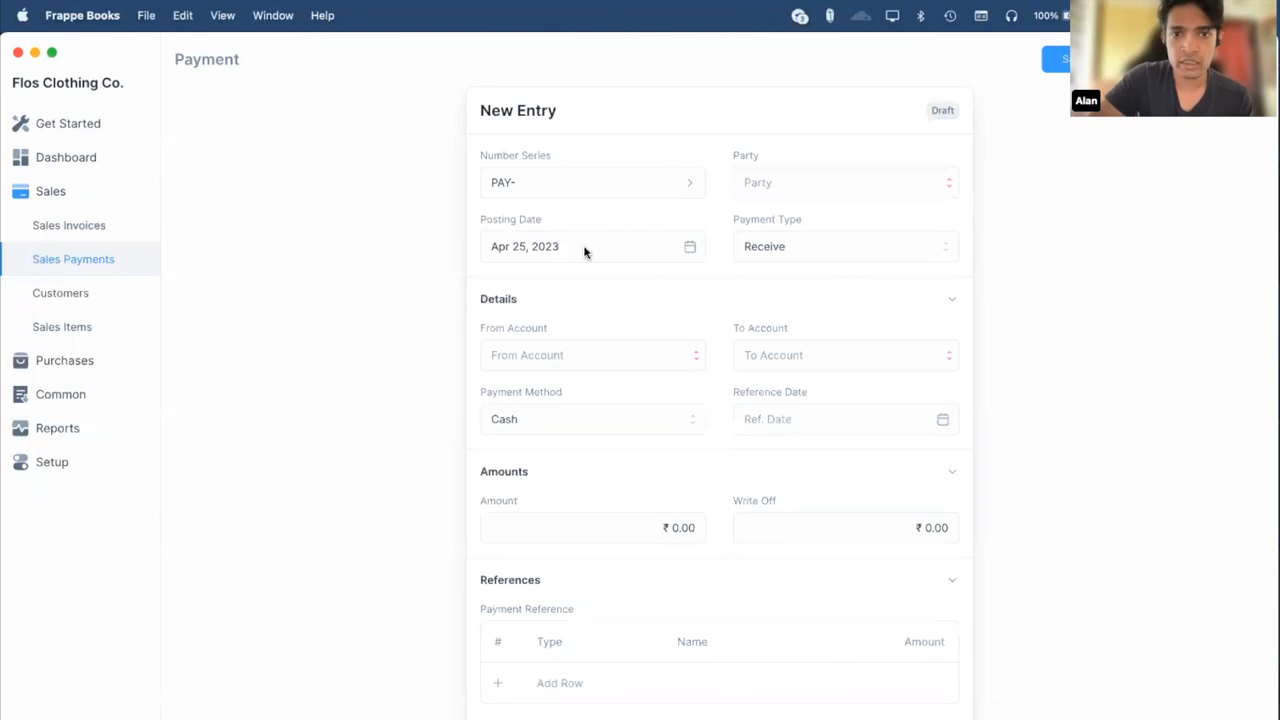 Frappe Books File Edit View Window Help 100%
Flos Clothing Co.
Payment
Alan
Get Started
Dashboard
Sales
Sales Invoices
Sales Payments
Customers
Sales Items
Purchases
Common
Reports
Setup
New Entry Draft
Number Series Party
PAY- Party
Posting Date Payment Type
Apr 25, 2023 Receive
Details
From Account To Account
From Account To Account
Payment Method Reference Date
Cash Ref. Date
Amounts
Amount Write Off
₹ 0.00 ₹ 0.00
References
Payment Reference
# Type Name Amount
+ Add Row